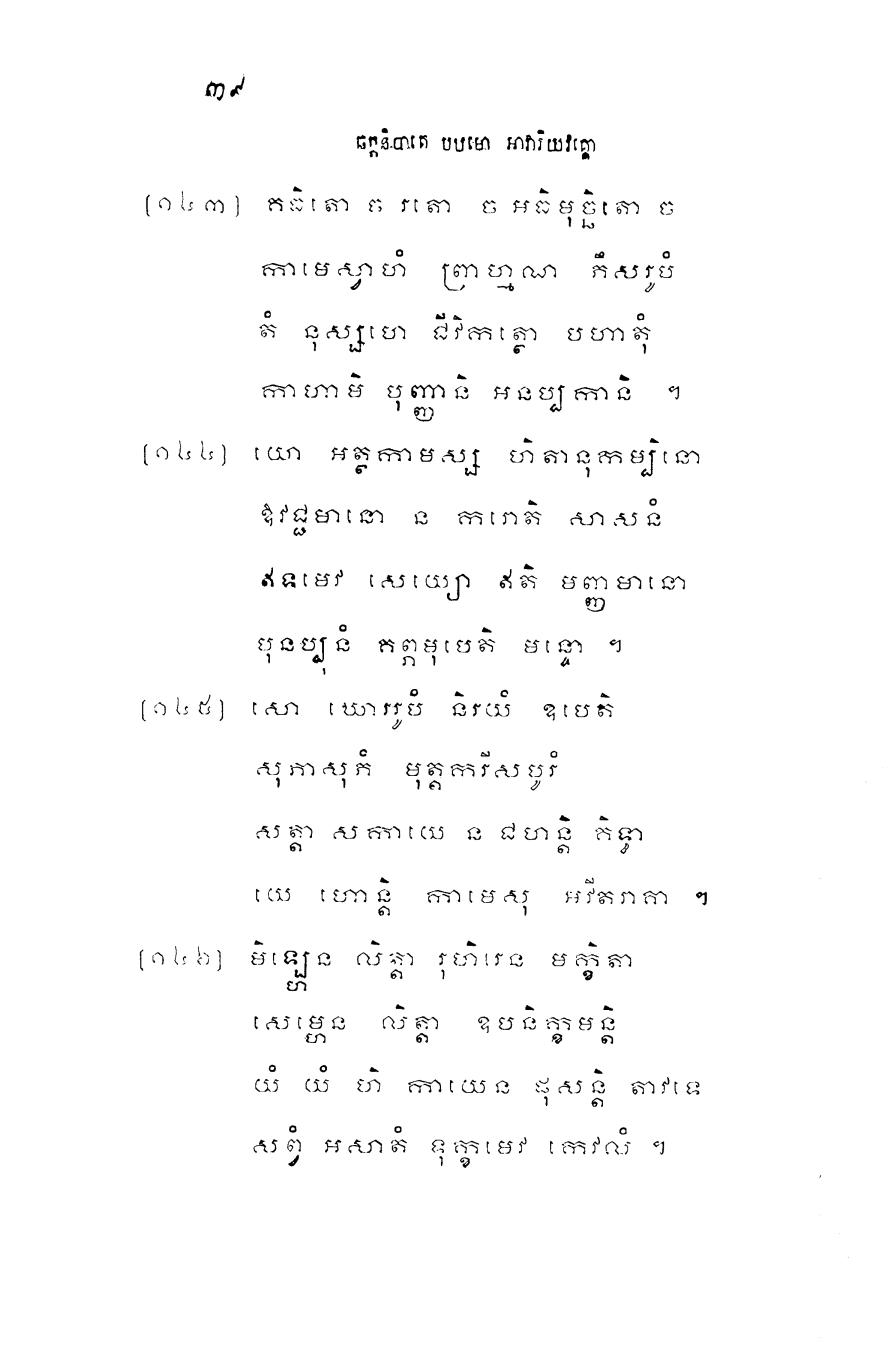 ៣៩
ឆក្កនិបាតេ បឋមោ អាវារិយវគ្គោ
(១៤៣) គធិតោ ច រតោ ច អធិមុច្ឆិតោ ច
កាមេស្វាហំ ព្រាហ្មណ ភឹសរូបំ
តំ នុស្សហេ ជីវិកត្ថោ បហាតុំ
កាហាមិ បុញ្ញានិ អនប្បកានិ ។
(១៤៤) យោ អត្ថកាមស្ស ហិតានុកម្បិនោ
ឱវជ្ជមានោ ន ករោតិ សាសនំ
ឥទមេវ សេយ្យោ ឥតិ មញ្ញមានោ
បុនប្បុនំ គព្ភមុបេតិ មន្ទោ ។
(១៤៥) សោ ឃោររូបំ និរយំ ឧបេតិ
សុភាសុភំ មុត្តករីសបូរំ
សត្តា សកាយេ ន ជហន្តិ គិទ្ធា
យេ ហោន្តិ កាមេសុ អវីតរាគា ។
(១៤៦) មិឡ្ហេន លិត្តា រុហិរេន មក្ខិតា
សេម្ហេន លិត្តា ឧបនិក្ខមន្តិ
យំ យំ ហិ កាយេន ផុសន្តិ តាវទេ
សព្វំ អសាតំ ទុក្ខមេវ កេវលំ ។